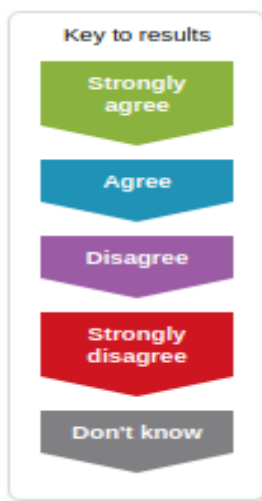 Key to results
Strongly
agree
Agree
Disagree
Strongly
disagree
Don't know